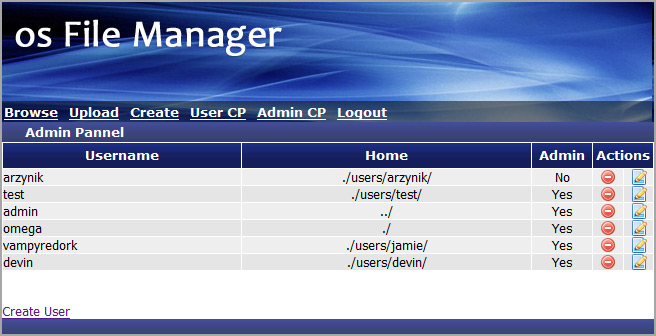 os File Manager
Browse Upload Create User CP Admin CP Logout
Admin Pannel
Username Home Admin Actions
arzynik ./users/arzynik/ No
test ./users/test/ Yes
admin ../ Yes
omega ./ Yes
vampyredork ./users/jamie/ Yes
devin ./users/devin/ Yes
Create User